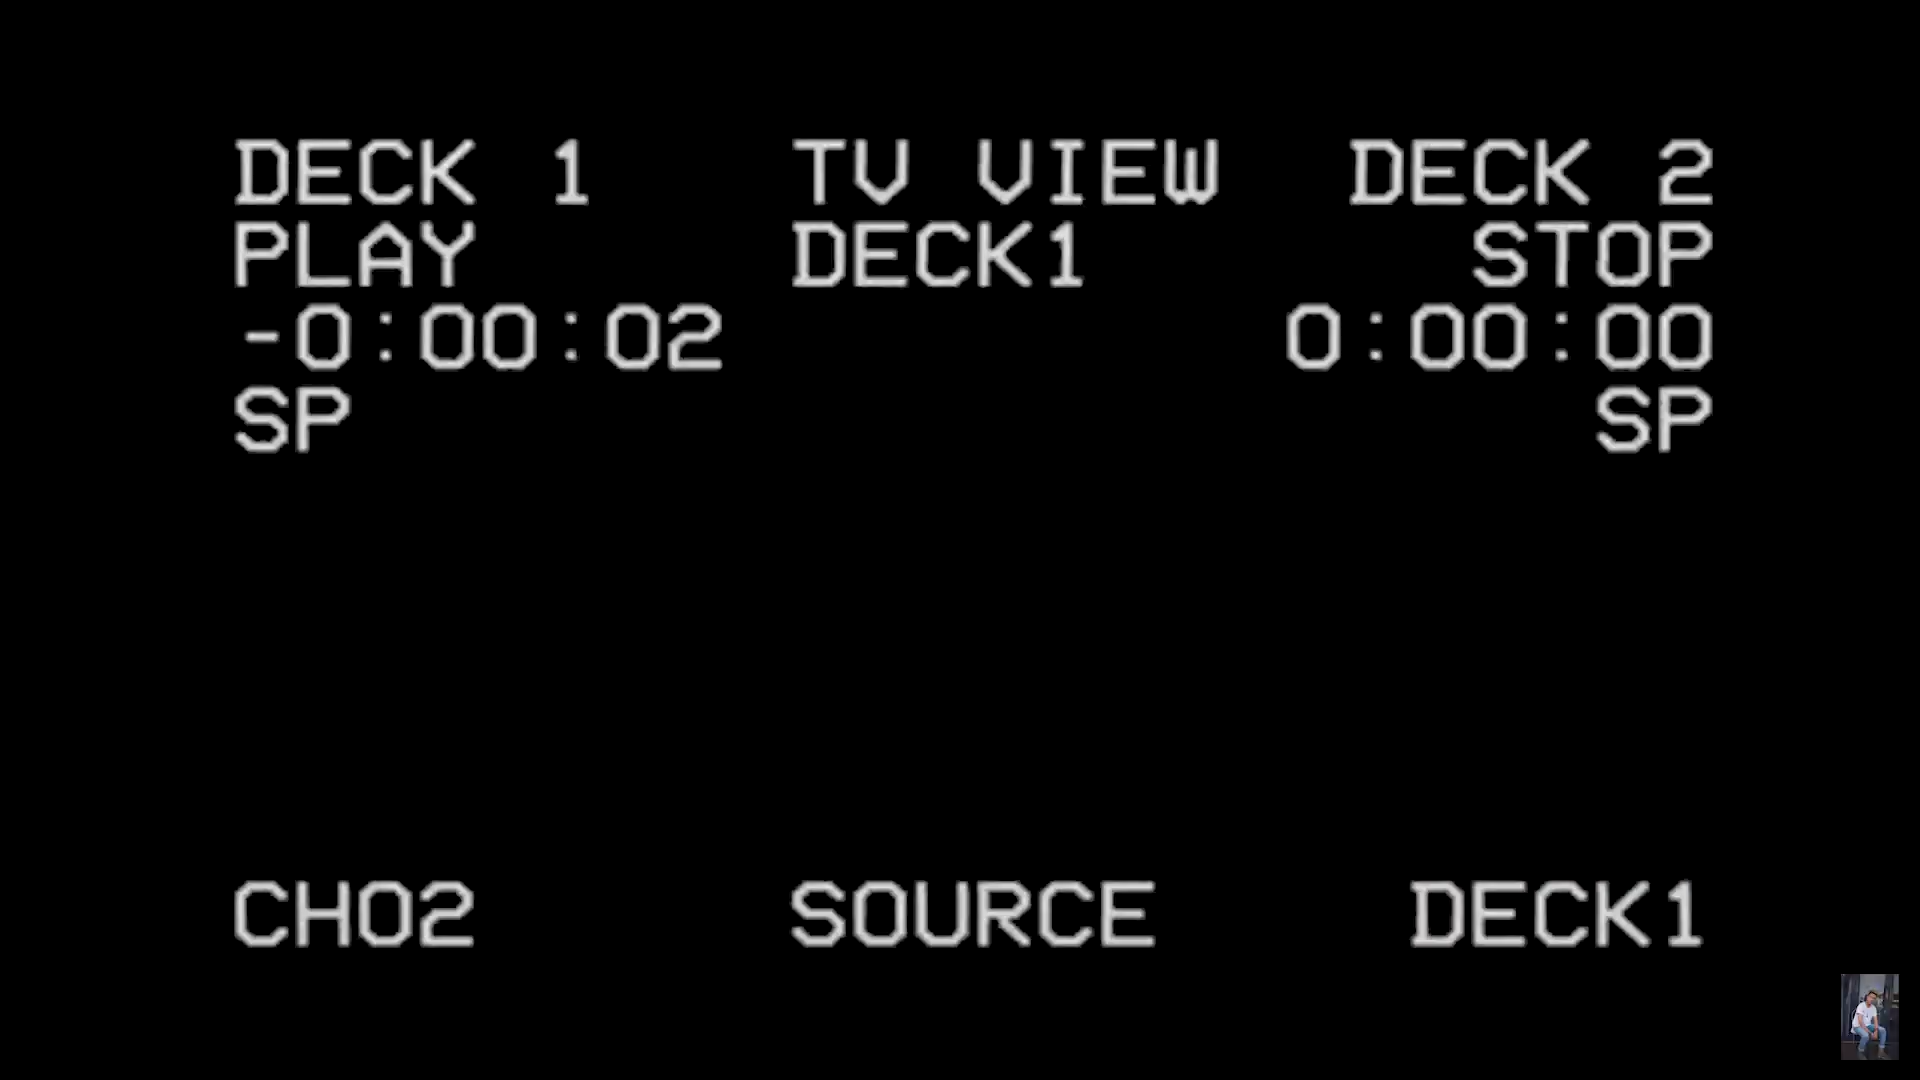 DECK 1 TV VIEW DECK 2
PLAY DECK1 STOP
-0:00:02 0:00:00
SP SP
CH02 SOURCE DECK1